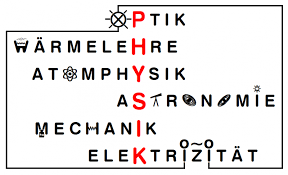 OPTIK
WÄRMELEHRE
ATOMPHYSIK
ASTRONOMIE
MECHANIK
ELEKTRIZITÄT